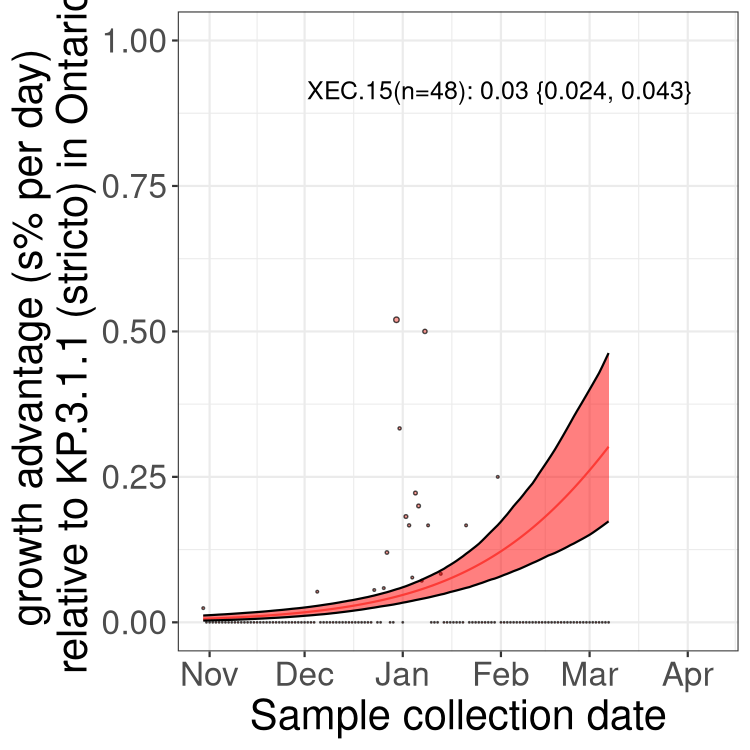 growth advantage (s% per day)
relative to KP.3.1.1 (stricto) in Ontario
1.00
0.75
0.50
0.25
0.00
XEC.15(n=48): 0.03 {0.024, 0.043}
Nov Dec Jan Feb Mar Apr
Sample collection date